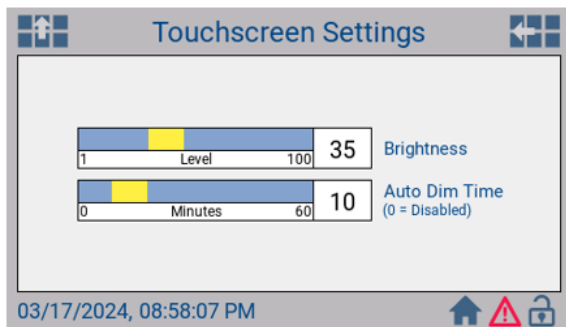 Touchscreen Settings
1 Level 100 35 Brightness
0 Minutes 60 10 Auto Dim Time
(0 = Disabled)
03/17/2024, 08:58:07 PM